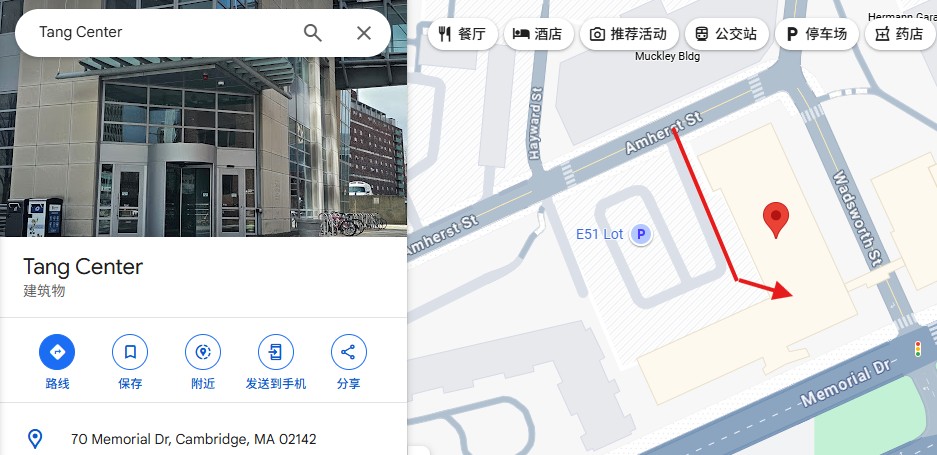 Tang Center
餐厅
酒店
推荐活动
公交站
停车场
药店
Hermann Gara
Muckley Bldg
Hayward St
Amherst St
Amherst St
Wadsworth St
E51 Lot
P
Memorial Dr
Tang Center
建筑物
路线
保存
附近
发送到手机
分享
70 Memorial Dr, Cambridge, MA 02142